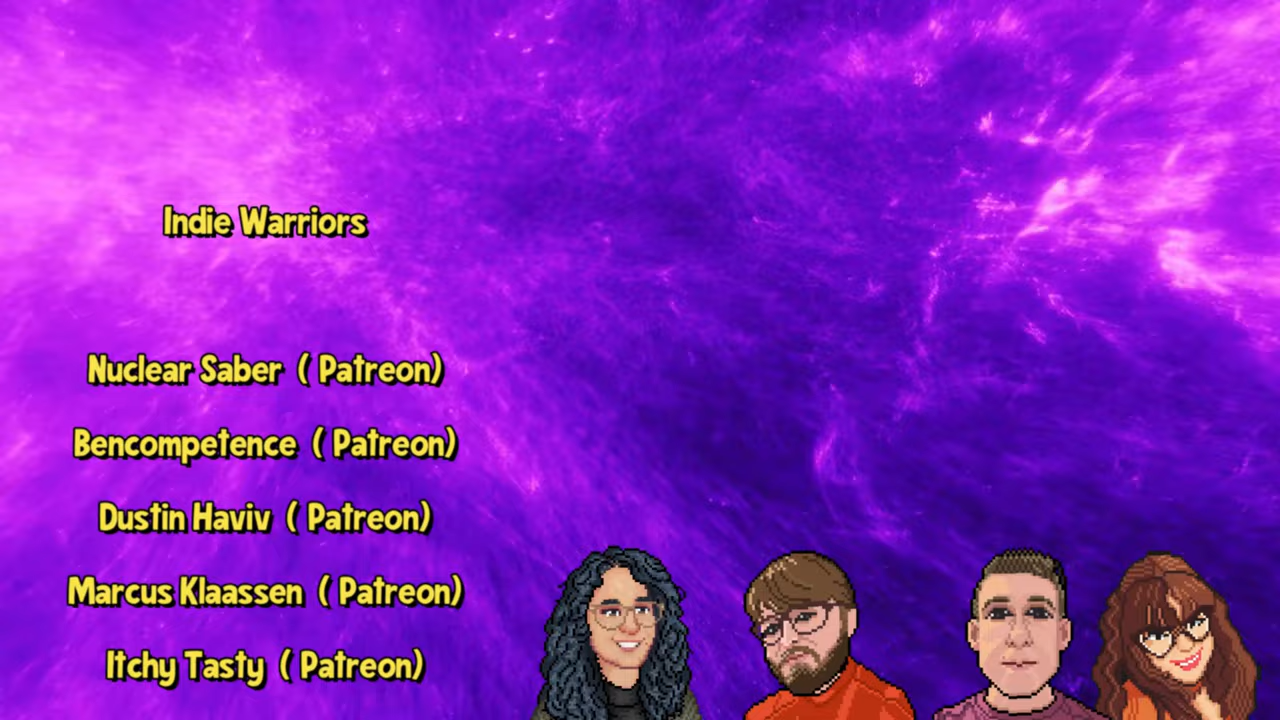 Indie Warriors
Nuclear Saber ( Patreon)
Bencompetence ( Patreon)
Dustin Haviv ( Patreon)
Marcus Klaassen ( Patreon)
Itchy Tasty ( Patreon)